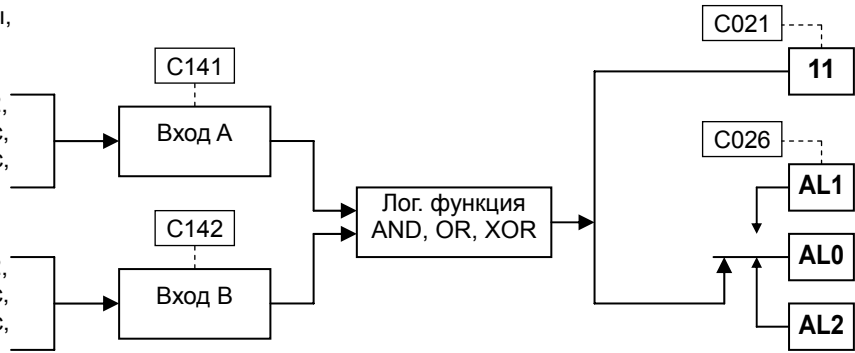 ы,
C021
11
C141
Вход А
C026
AL1
Лог. функция
AND, OR, XOR
AL0
C142
Вход В
с,
с,
AL2